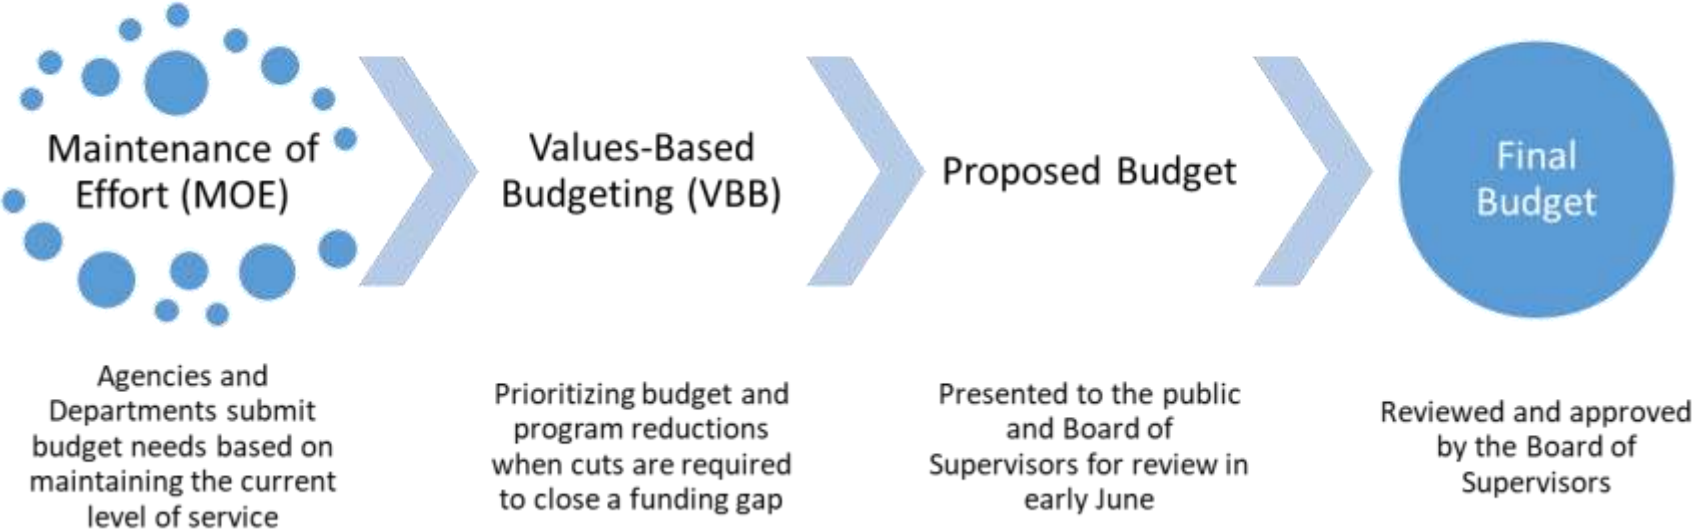 Maintenance of
Effort (MOE)
Values-Based
Budgeting (VBB)
Proposed Budget
Final
Budget
Agencies and
Departments submit
budget needs based on
maintaining the current
level of service
Prioritizing budget and
program reductions
when cuts are required
to close a funding gap
Presented to the public
and Board of
Supervisors for review in
early June
Reviewed and approved
by the Board of
Supervisors